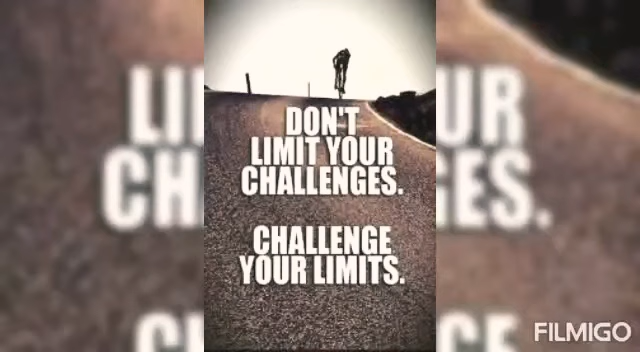 DON'T
LIMIT YOUR
CHALLENGES.
CHALLENGE
YOUR LIMITS.
FILMIGO